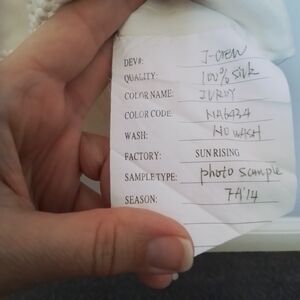 DEV#: J-crew
QUALITY: 100% silk
COLOR NAME: IVORY
COLOR CODE: NA6434
WASH: NO WASH
FACTORY: SUN RISING
SAMPLE TYPE: photo sample
SEASON: FA'14